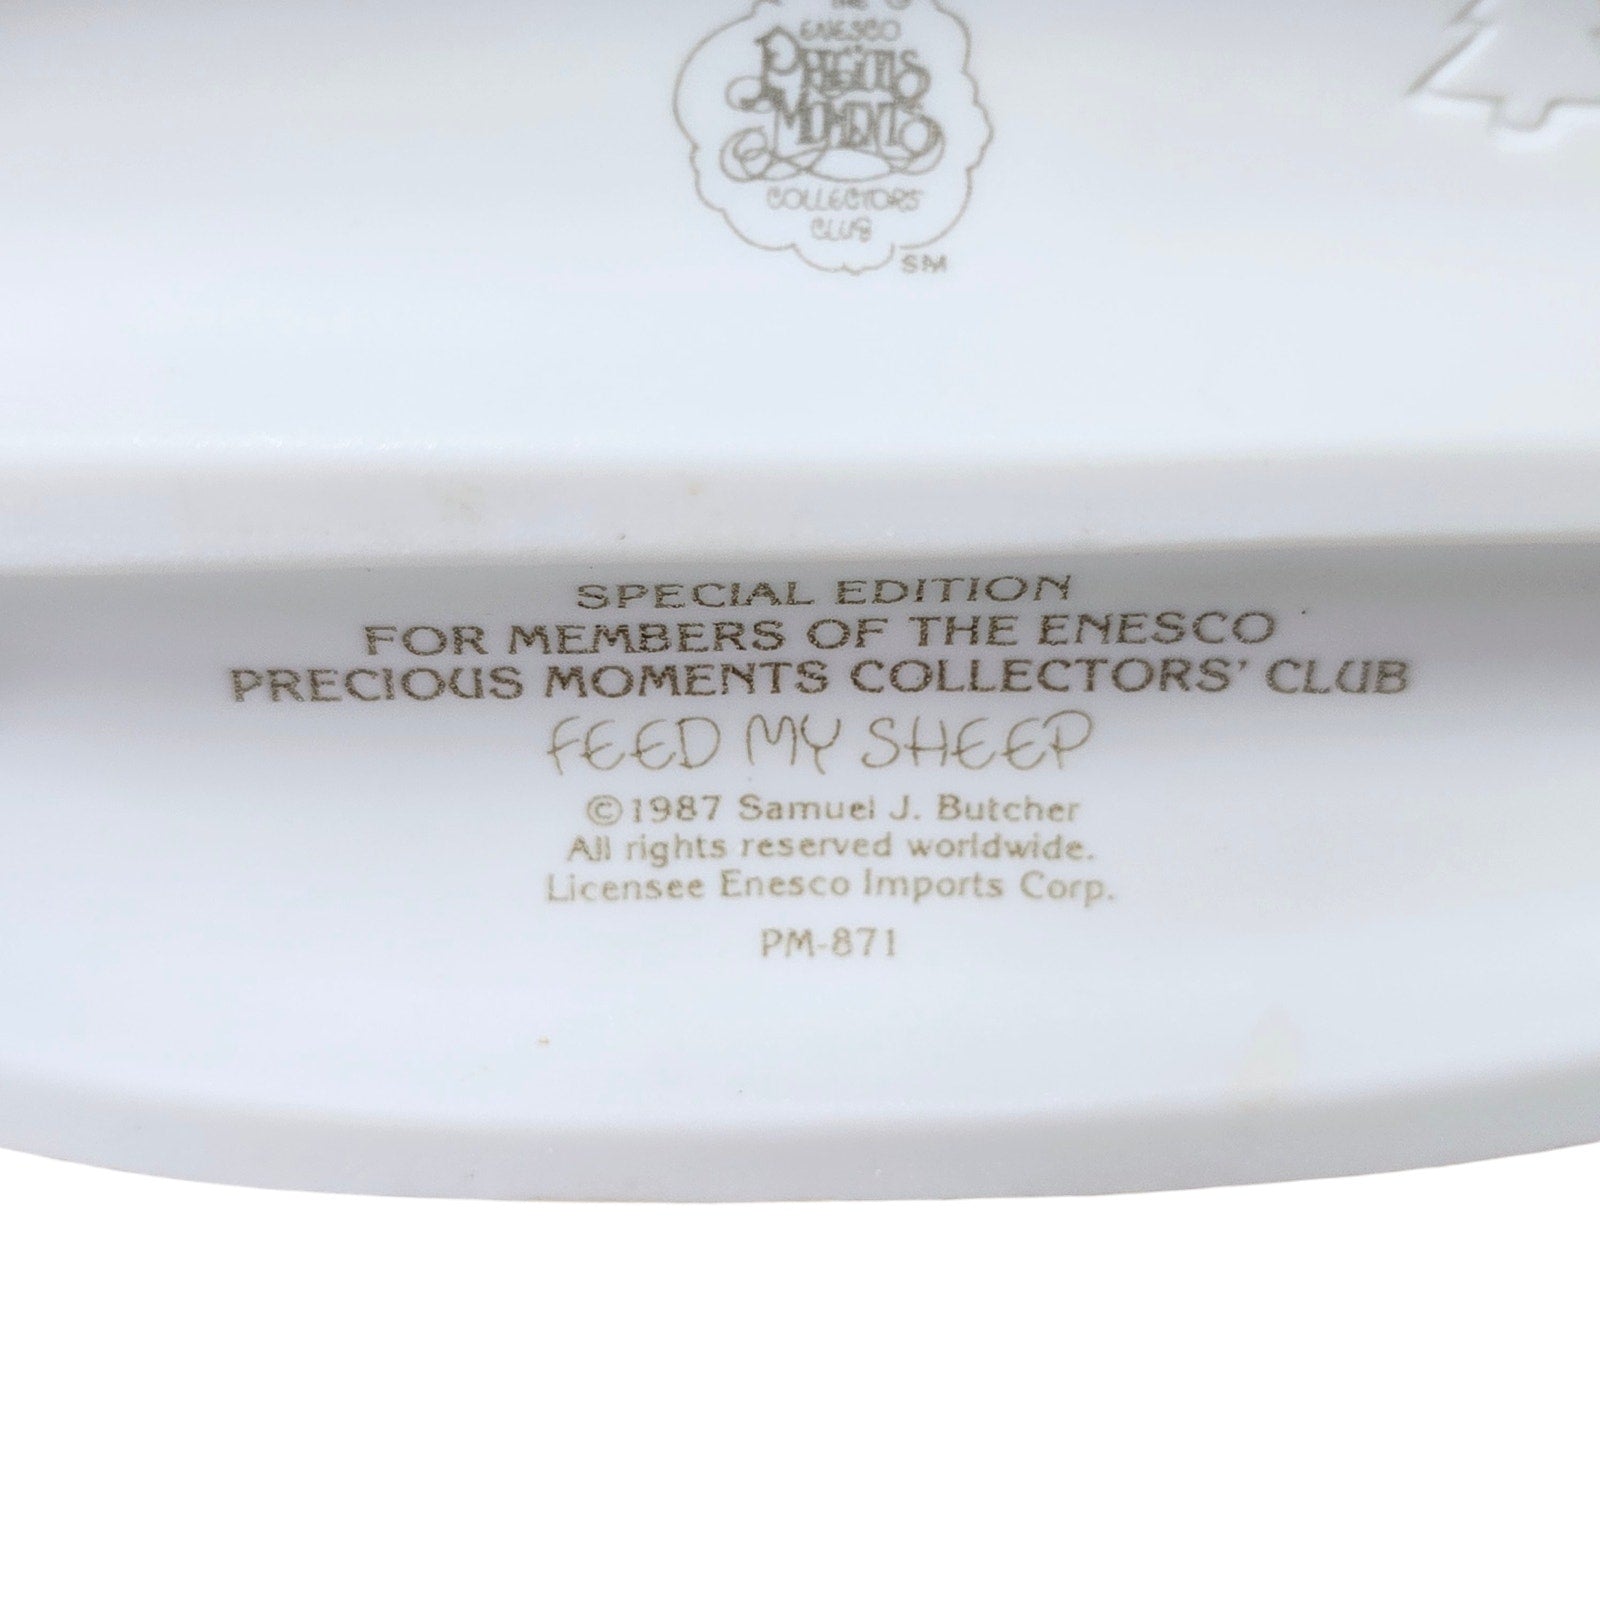 THE
ENESCO
PRECIOUS
MOMENTS
COLLECTORS'
CLUB
SM
SPECIAL EDITION
FOR MEMBERS OF THE ENESCO
PRECIOUS MOMENTS COLLECTORS' CLUB
FEED MY SHEEP
©1987 Samuel J. Butcher
All rights reserved worldwide.
Licensee Enesco Imports Corp.
PM-871